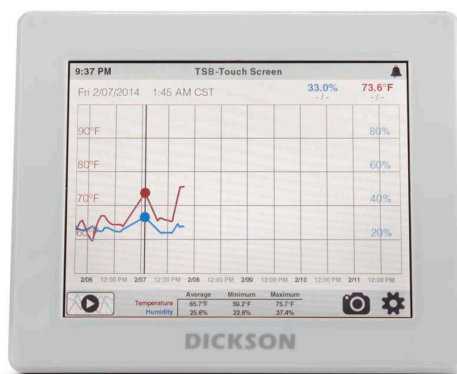 9:37 PM TSB-Touch Screen
Fri 2/07/2014 1:45 AM CST 33.0% 73.6°F
- / - - / -
90°F 80%
80°F 60%
70°F 40%
20%
2/06 12:00 PM 2/07 12:00 PM 2/08 12:00 PM 2/09 12:00 PM 2/10 12:00 PM 2/11 12:00 PM
Average Minimum Maximum
Temperature 65.7°F 59.2°F 75.7°F
Humidity 25.6% 22.6% 37.4%
DICKSON